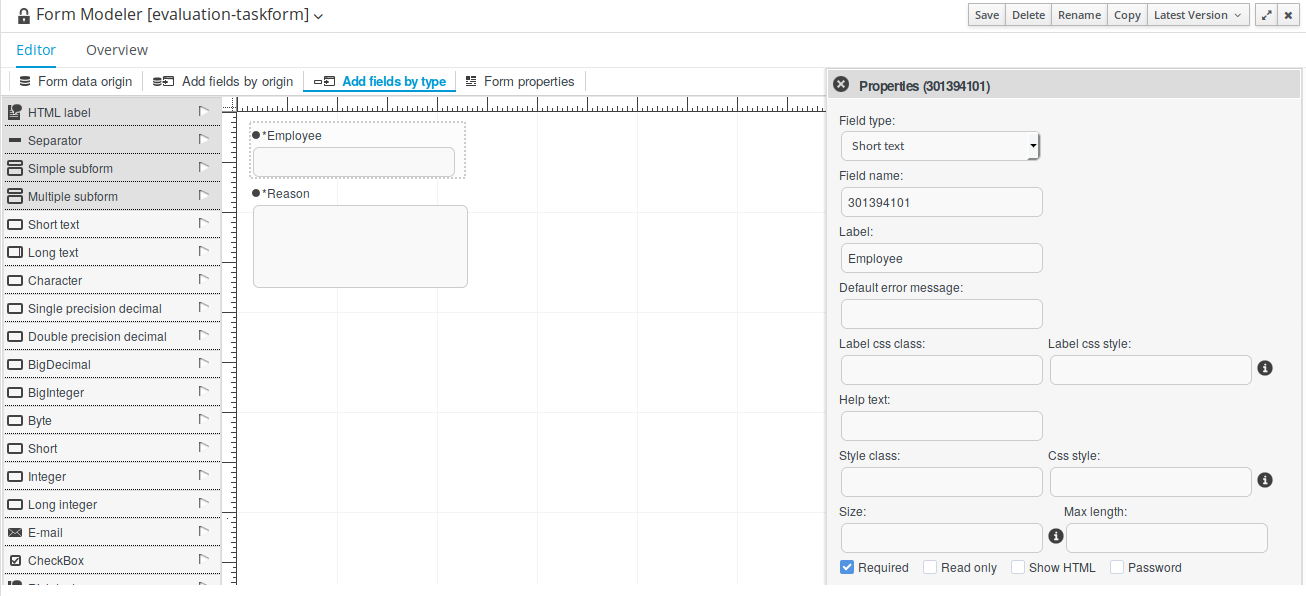 Form Modeler [evaluation-taskform]
Save Delete Rename Copy Latest Version
Editor Overview
Form data origin Add fields by origin Add fields by type Form properties
HTML label
Separator
Simple subform
Multiple subform
Short text
Long text
Character
Single precision decimal
Double precision decimal
BigDecimal
BigInteger
Byte
Short
Integer
Long integer
E-mail
CheckBox
*Employee
*Reason
Properties (301394101)
Field type:
Short text
Field name:
301394101
Label:
Employee
Default error message:
Label css class: Label css style:
Help text:
Style class: Css style:
Size: Max length:
Required Read only Show HTML Password